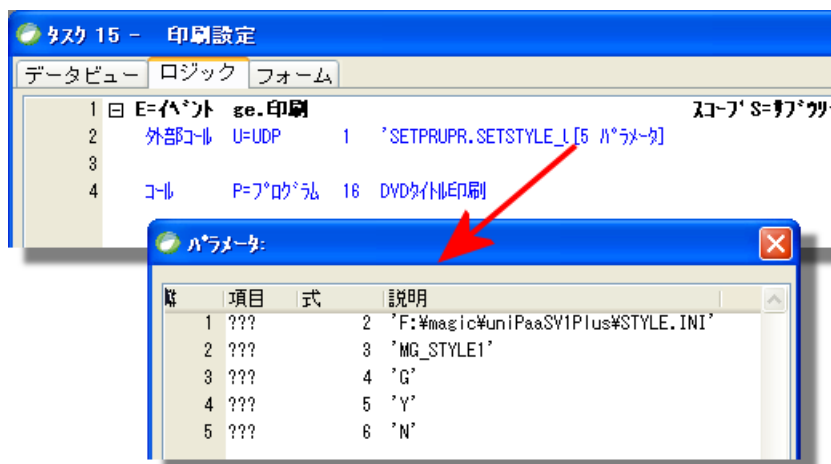 ﾀｽｸ 15 - 印刷設定
データビュー ロジック フォーム
1 E=ｲﾍﾞﾝﾄ ge.印刷 ｽｺｰﾌﾟ S=ｻﾌﾞﾂﾘｰ
2 外部ｺｰﾙ U=UDP 1 'SETPRUPR.SETSTYLE_U[5 ﾊﾟﾗﾒｰﾀ]
3
4 ｺｰﾙ P=ﾌﾟﾛｸﾞﾗﾑ 16 DVDﾀｲﾄﾙ印刷
ﾊﾟﾗﾒｰﾀ:
項目 式 説明
1 ??? 2 'F:¥magic¥uniPaaSV1Plus¥STYLE.INI'
2 ??? 3 'MG_STYLE1'
3 ??? 4 'G'
4 ??? 5 'Y'
5 ??? 6 'N'